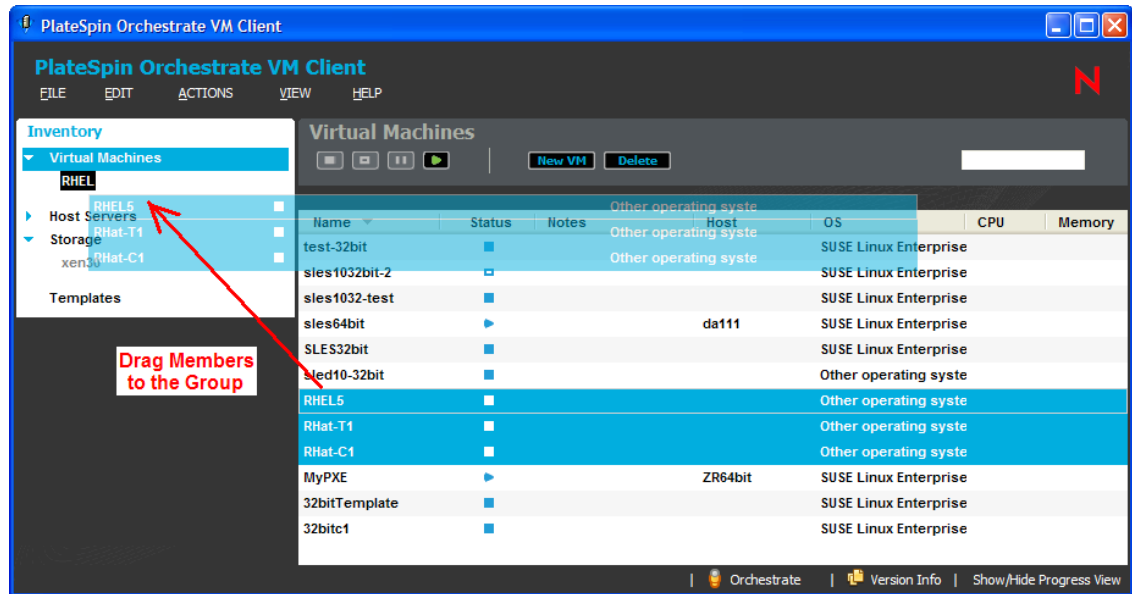 PlateSpin Orchestrate VM Client
PlateSpin Orchestrate VM Client
FILE EDIT ACTIONS VIEW HELP
N
Inventory
Virtual Machines
RHEL
Host Servers
Storage
xen30
Templates
Virtual Machines
New VM Delete
RHEL5 Other operating syste
RHat-T1 Other operating syste
RHat-C1 Other operating syste
Drag Members
to the Group
Name Status Notes Host OS CPU Memory
test-32bit SUSE Linux Enterprise
sles1032bit-2 SUSE Linux Enterprise
sles1032-test SUSE Linux Enterprise
sles64bit da111 SUSE Linux Enterprise
SLES32bit SUSE Linux Enterprise
sled10-32bit Other operating syste
RHEL5 Other operating syste
RHat-T1 Other operating syste
RHat-C1 Other operating syste
MyPXE ZR64bit SUSE Linux Enterprise
32bitTemplate SUSE Linux Enterprise
32bitc1 SUSE Linux Enterprise
| Orchestrate | Version Info | Show/Hide Progress View